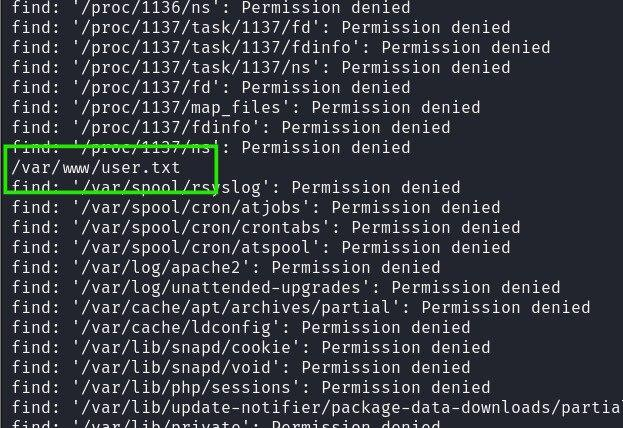 find: '/proc/1136/ns': Permission denied
find: '/proc/1137/task/1137/fd': Permission denied
find: '/proc/1137/task/1137/fdinfo': Permission denied
find: '/proc/1137/task/1137/ns': Permission denied
find: '/proc/1137/fd': Permission denied
find: '/proc/1137/map_files': Permission denied
find: '/proc/1137/fdinfo': Permission denied
find: '/proc/1137/ns': Permission denied
/var/www/user.txt
find: '/var/spool/rsyslog': Permission denied
find: '/var/spool/cron/atjobs': Permission denied
find: '/var/spool/cron/crontabs': Permission denied
find: '/var/spool/cron/atspool': Permission denied
find: '/var/log/apache2': Permission denied
find: '/var/log/unattended-upgrades': Permission denied
find: '/var/cache/apt/archives/partial': Permission denied
find: '/var/cache/ldconfig': Permission denied
find: '/var/lib/snapd/cookie': Permission denied
find: '/var/lib/snapd/void': Permission denied
find: '/var/lib/php/sessions': Permission denied
find: '/var/lib/update-notifier/package-data-downloads/partia
find: '/var/lib/private': Permission denied